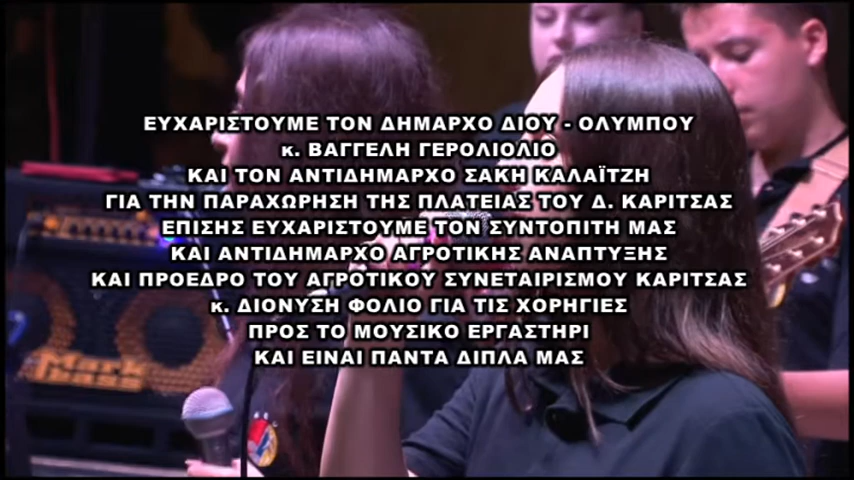 ΕΥΧΑΡΙΣΤΟΥΜΕ ΤΟΝ ΔΗΜΑΡΧΟ ΔΙΟΥ - ΟΛΥΜΠΟΥ
κ. ΒΑΓΓΕΛΗ ΓΕΡΟΛΙΟΛΙΟ
ΚΑΙ ΤΟΝ ΑΝΤΙΔΗΜΑΡΧΟ ΣΑΚΗ ΚΑΛΑΪΤΖΗ
ΓΙΑ ΤΗΝ ΠΑΡΑΧΩΡΗΣΗ ΤΗΣ ΠΛΑΤΕΙΑΣ ΤΟΥ Δ. ΚΑΡΙΤΣΑΣ
ΕΠΙΣΗΣ ΕΥΧΑΡΙΣΤΟΥΜΕ ΤΟΝ ΣΥΝΤΟΠΙΤΗ ΜΑΣ
ΚΑΙ ΑΝΤΙΔΗΜΑΡΧΟ ΑΓΡΟΤΙΚΗΣ ΑΝΑΠΤΥΞΗΣ
ΚΑΙ ΠΡΟΕΔΡΟ ΤΟΥ ΑΓΡΟΤΙΚΟΥ ΣΥΝΕΤΑΙΡΙΣΜΟΥ ΚΑΡΙΤΣΑΣ
κ. ΔΙΟΝΥΣΗ ΦΟΛΙΟ ΓΙΑ ΤΙΣ ΧΟΡΗΓΙΕΣ
ΠΡΟΣ ΤΟ ΜΟΥΣΙΚΟ ΕΡΓΑΣΤΗΡΙ
ΚΑΙ ΕΙΝΑΙ ΠΑΝΤΑ ΔΙΠΛΑ ΜΑΣ
Mark
Bass